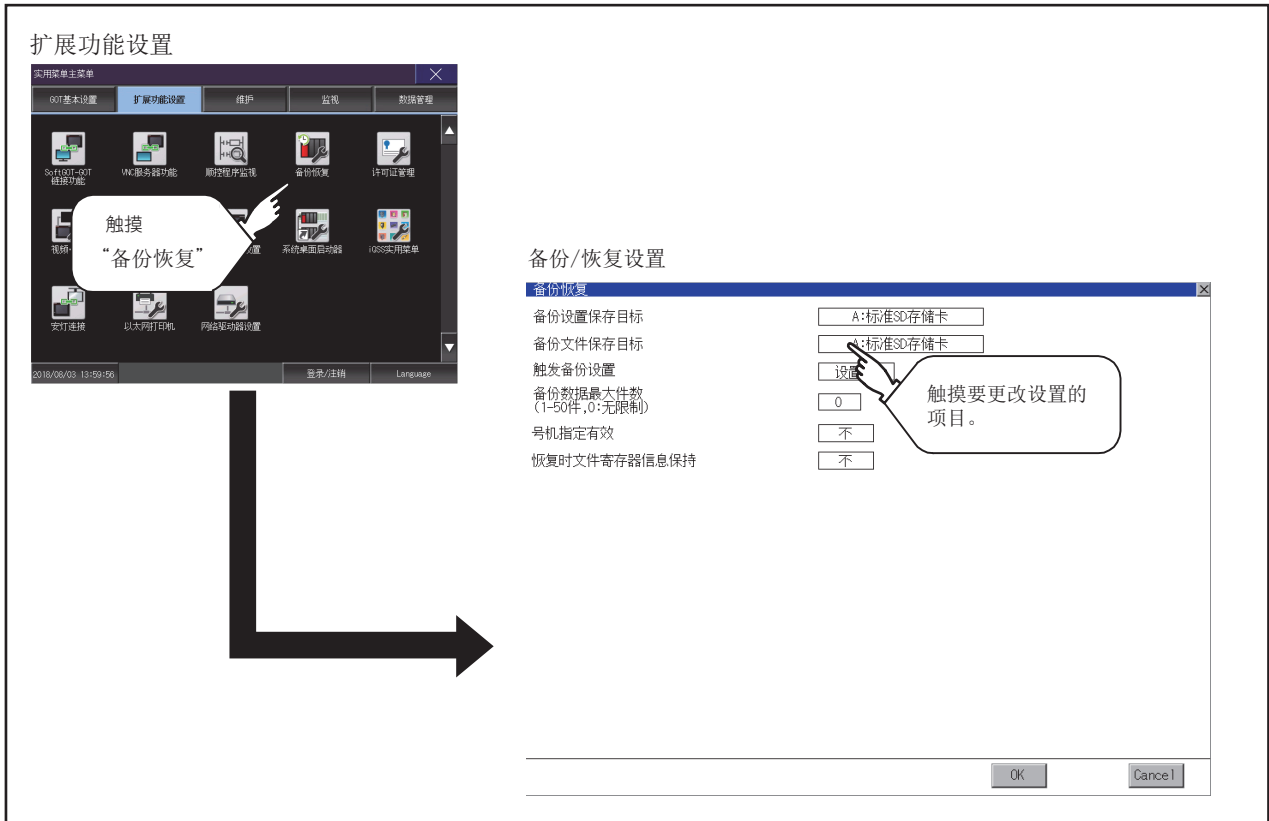 扩展功能设置
实用菜单主菜单
GOT基本设置 扩展功能设置 维护 监视 数据管理
SoftGOT-GOT
链接功能
VNC服务器功能
顺控程序监视
备份恢复
许可证管理
视频·
置
系统桌面启动器
iQSS实用菜单
触摸
“备份恢复”
安灯连接
以太网打印机
网络驱动器设置
2018/08/03 13:59:56 登录/注销 Language
备份/恢复设置
备份恢复
备份设置保存目标 A:标准SD存储卡
备份文件保存目标 A:标准SD存储卡
触发备份设置 设置
备份数据最大件数
(1-50件,0:无限制) 0
号机指定有效 不
恢复时文件寄存器信息保持 不
触摸要更改设置的
项目。
OK Cancel